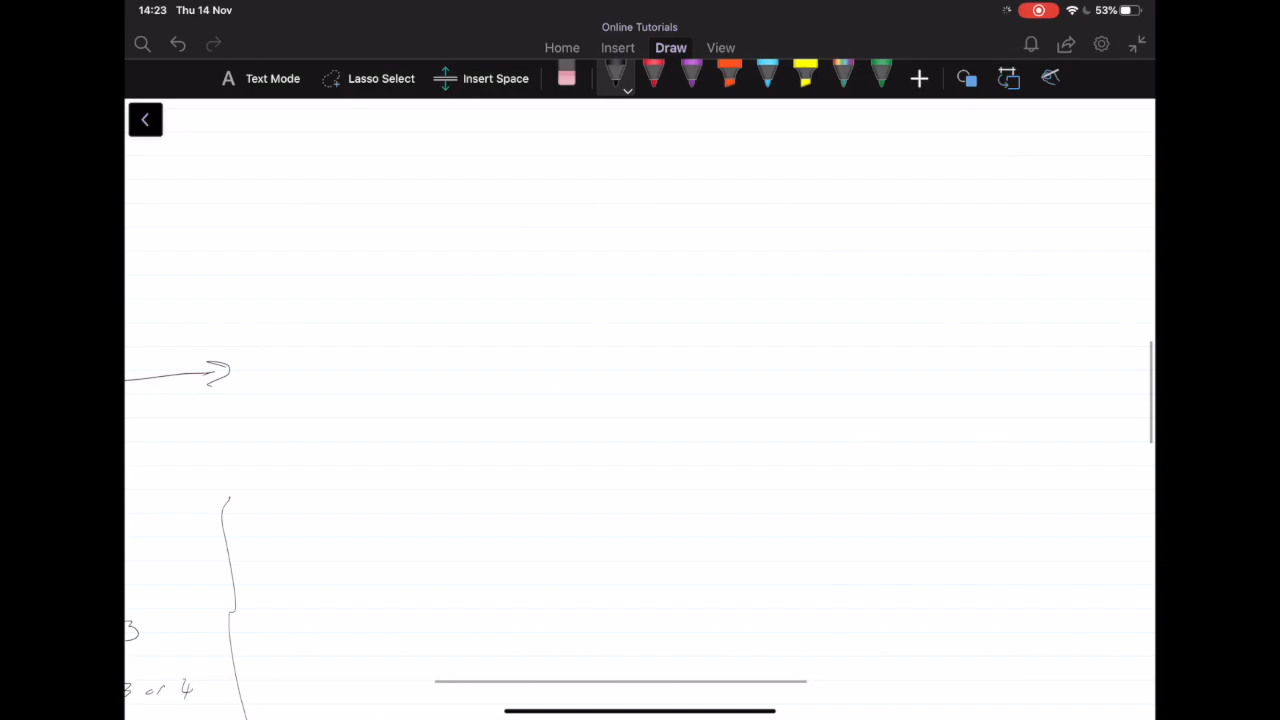 14:23 Thu 14 Nov
53%
Online Tutorials
Home Insert Draw View
A Text Mode Lasso Select Insert Space
3
3 or 4